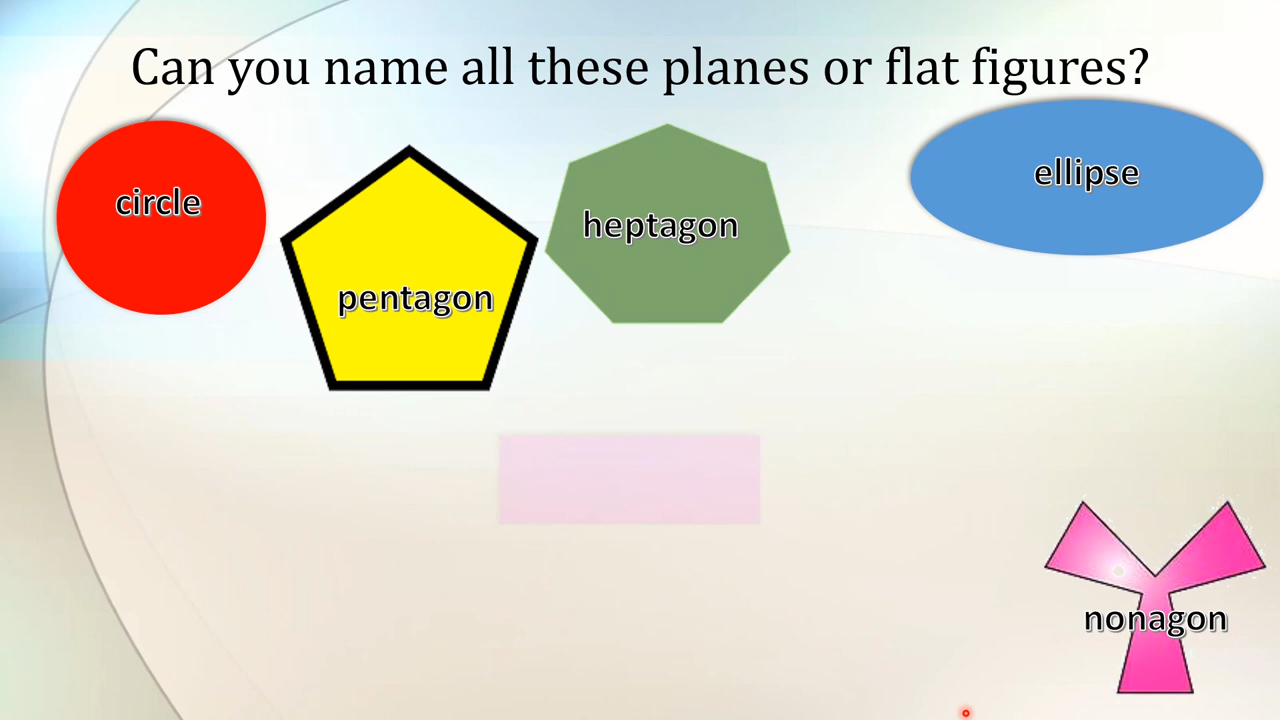 Can you name all these planes or flat figures?
circle
pentagon
heptagon
ellipse
nonagon